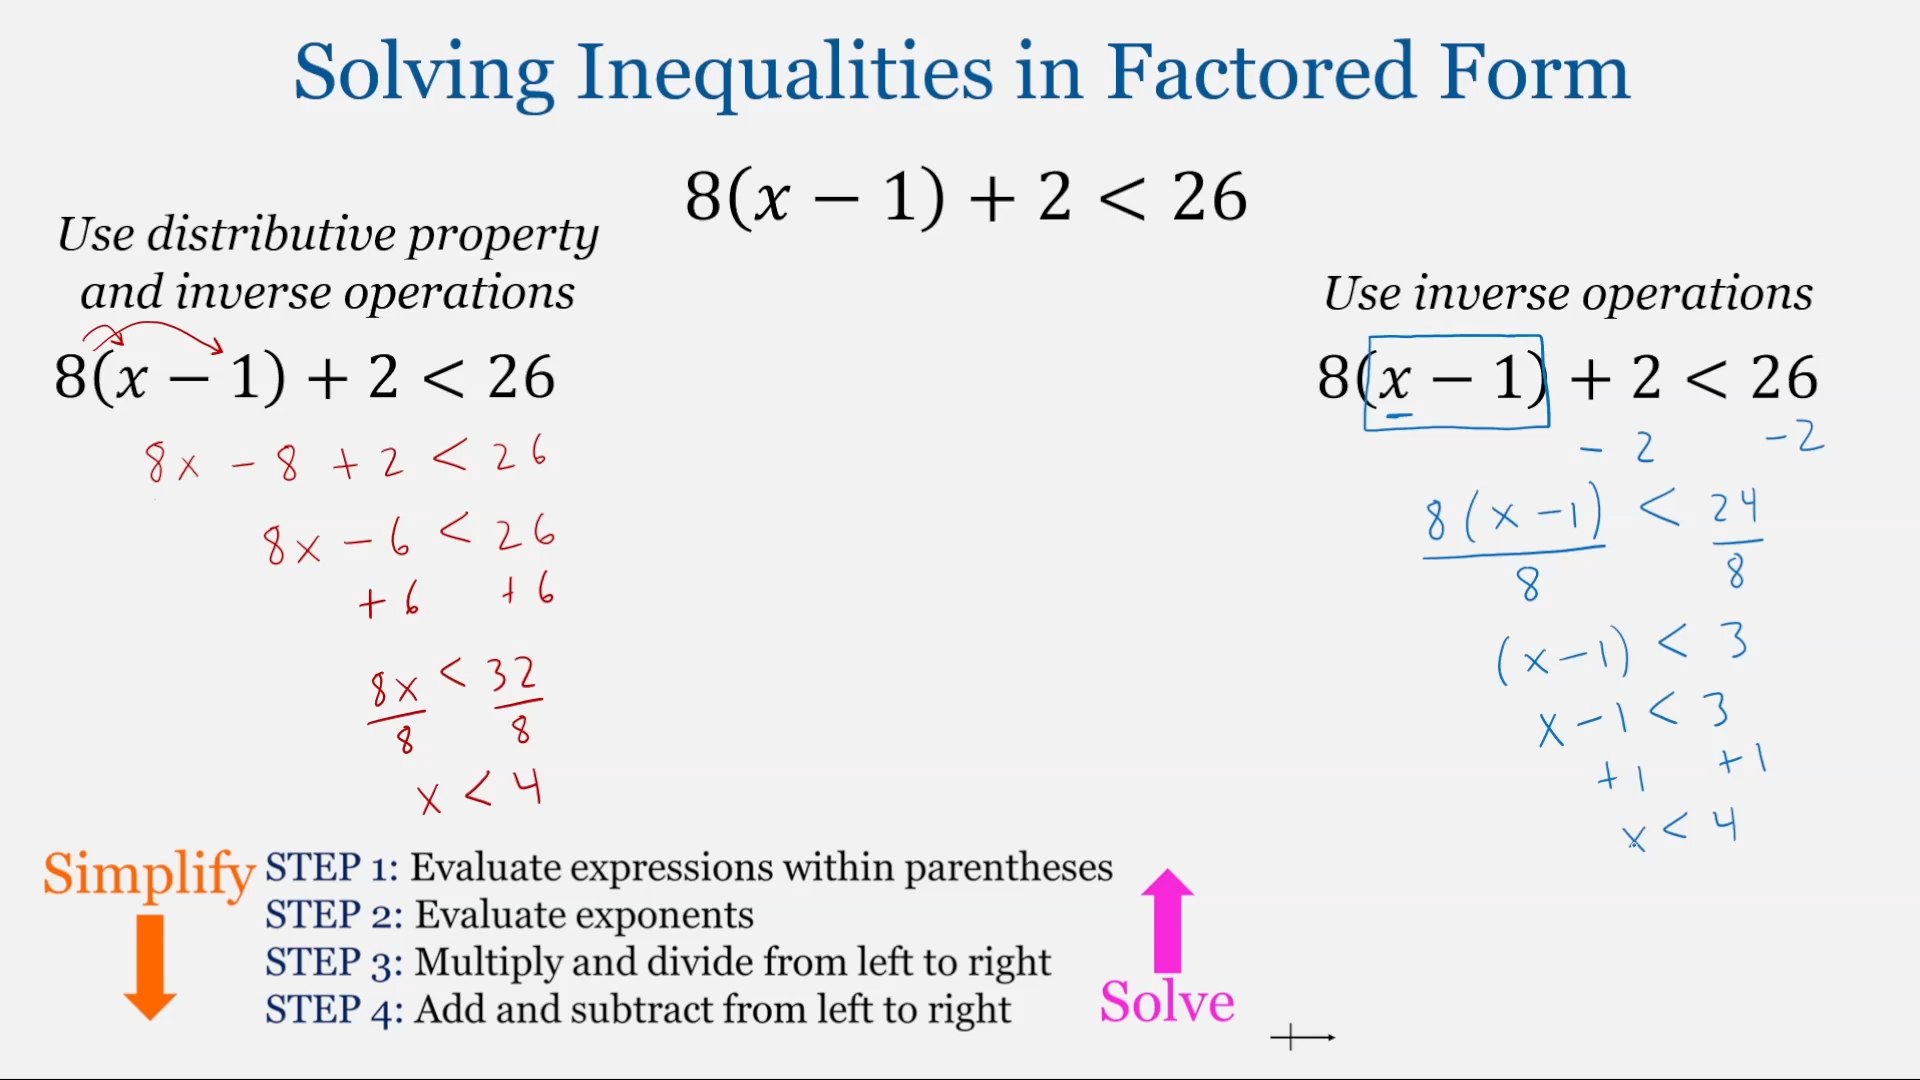 Solving Inequalities in Factored Form
8(x − 1) + 2 < 26
Use distributive property
and inverse operations
8(x − 1) + 2 < 26
8x − 8 + 2 < 26
8x − 6 < 26
+ 6 + 6
8x < 32
8 8
x < 4
Use inverse operations
8(x − 1) + 2 < 26
− 2 − 2
8(x − 1) < 24
8 8
(x − 1) < 3
x − 1 < 3
+ 1 + 1
x < 4
Simplify
STEP 1: Evaluate expressions within parentheses
STEP 2: Evaluate exponents
STEP 3: Multiply and divide from left to right
STEP 4: Add and subtract from left to right
Solve